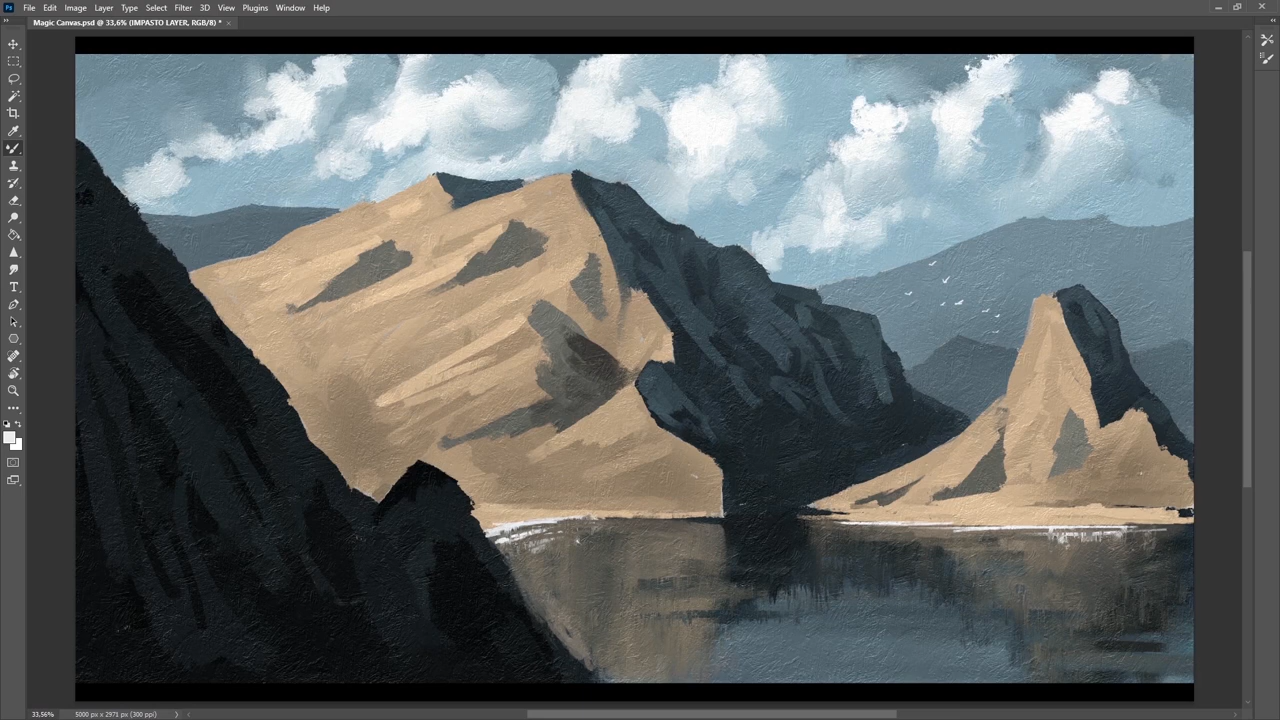 Ps File Edit Image Layer Type Select Filter 3D View Plugins Window Help
Magic Canvas.psd @ 33,6% (IMPASTO LAYER, RGB/8) *
T
33,56% 5000 px x 2971 px (300 ppi)